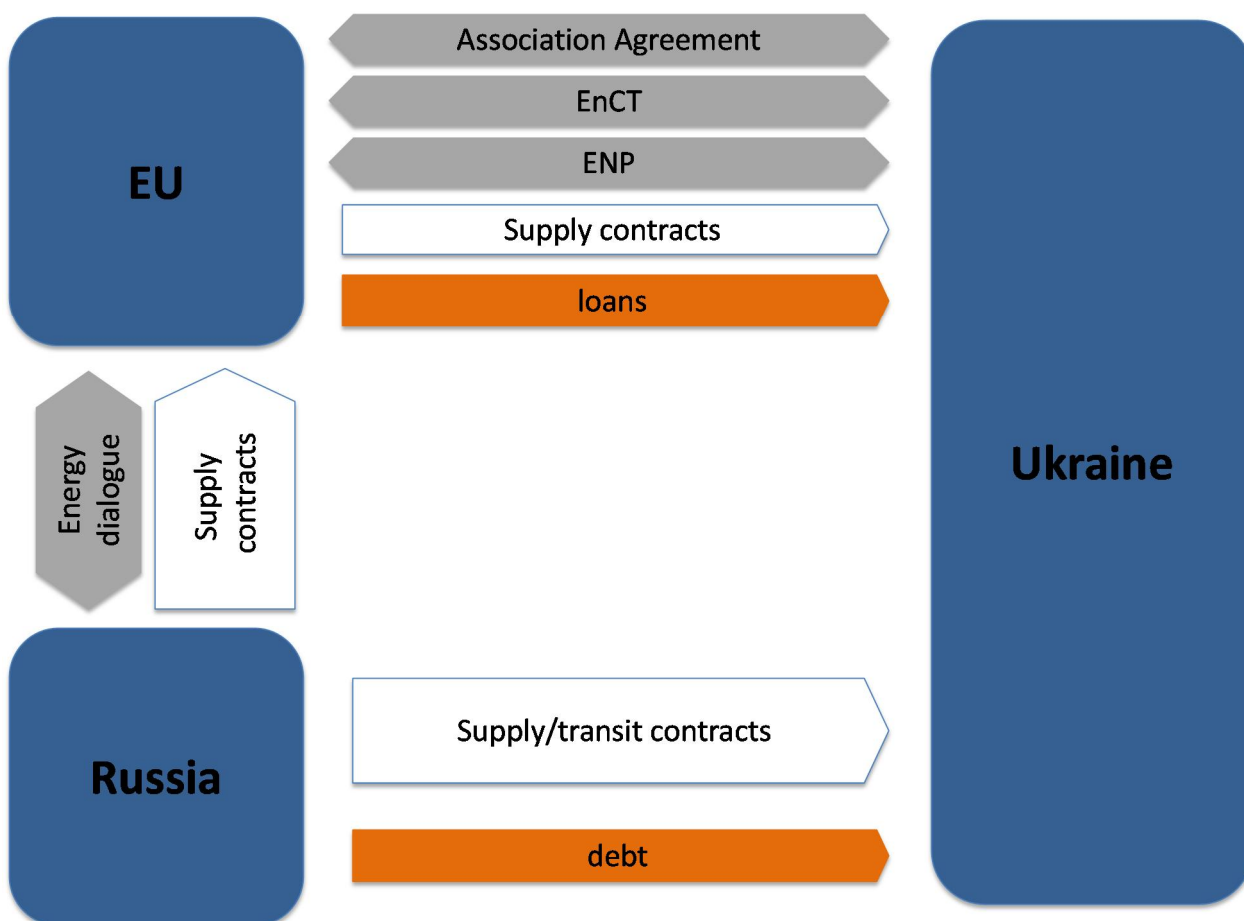 Association Agreement
EnCT
ENP
EU
Supply contracts
loans
Energy
dialogue
Supply
contracts
Ukraine
Supply/transit contracts
Russia
debt